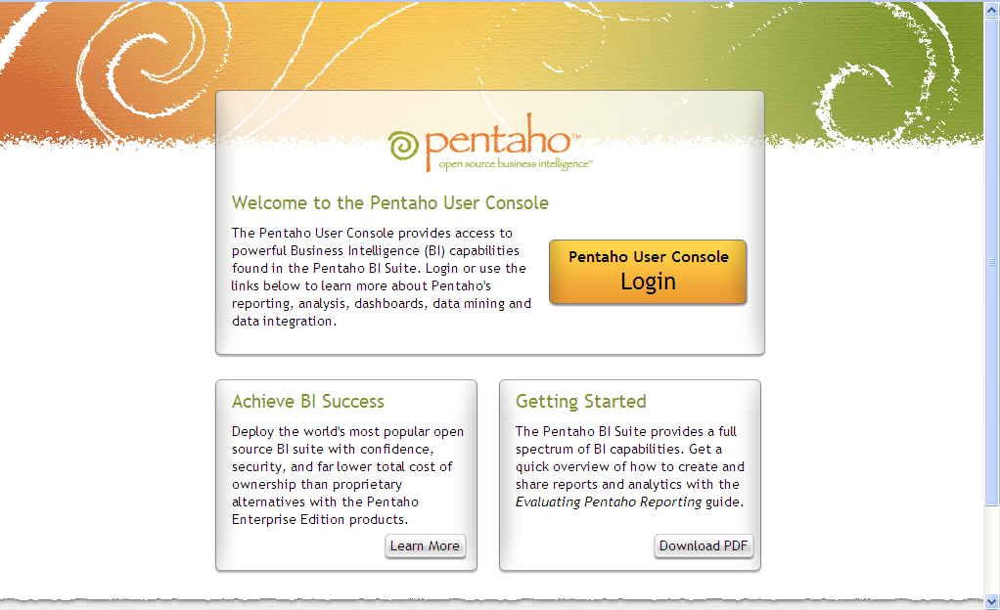 pentaho™
open source business intelligence™
Welcome to the Pentaho User Console
The Pentaho User Console provides access to
powerful Business Intelligence (BI) capabilities
found in the Pentaho BI Suite. Login or use the
links below to learn more about Pentaho's
reporting, analysis, dashboards, data mining and
data integration.
Pentaho User Console
Login
Achieve BI Success
Deploy the world's most popular open
source BI suite with confidence,
security, and far lower total cost of
ownership than proprietary
alternatives with the Pentaho
Enterprise Edition products.
Learn More
Getting Started
The Pentaho BI Suite provides a full
spectrum of BI capabilities. Get a
quick overview of how to create and
share reports and analytics with the
Evaluating Pentaho Reporting guide.
Download PDF